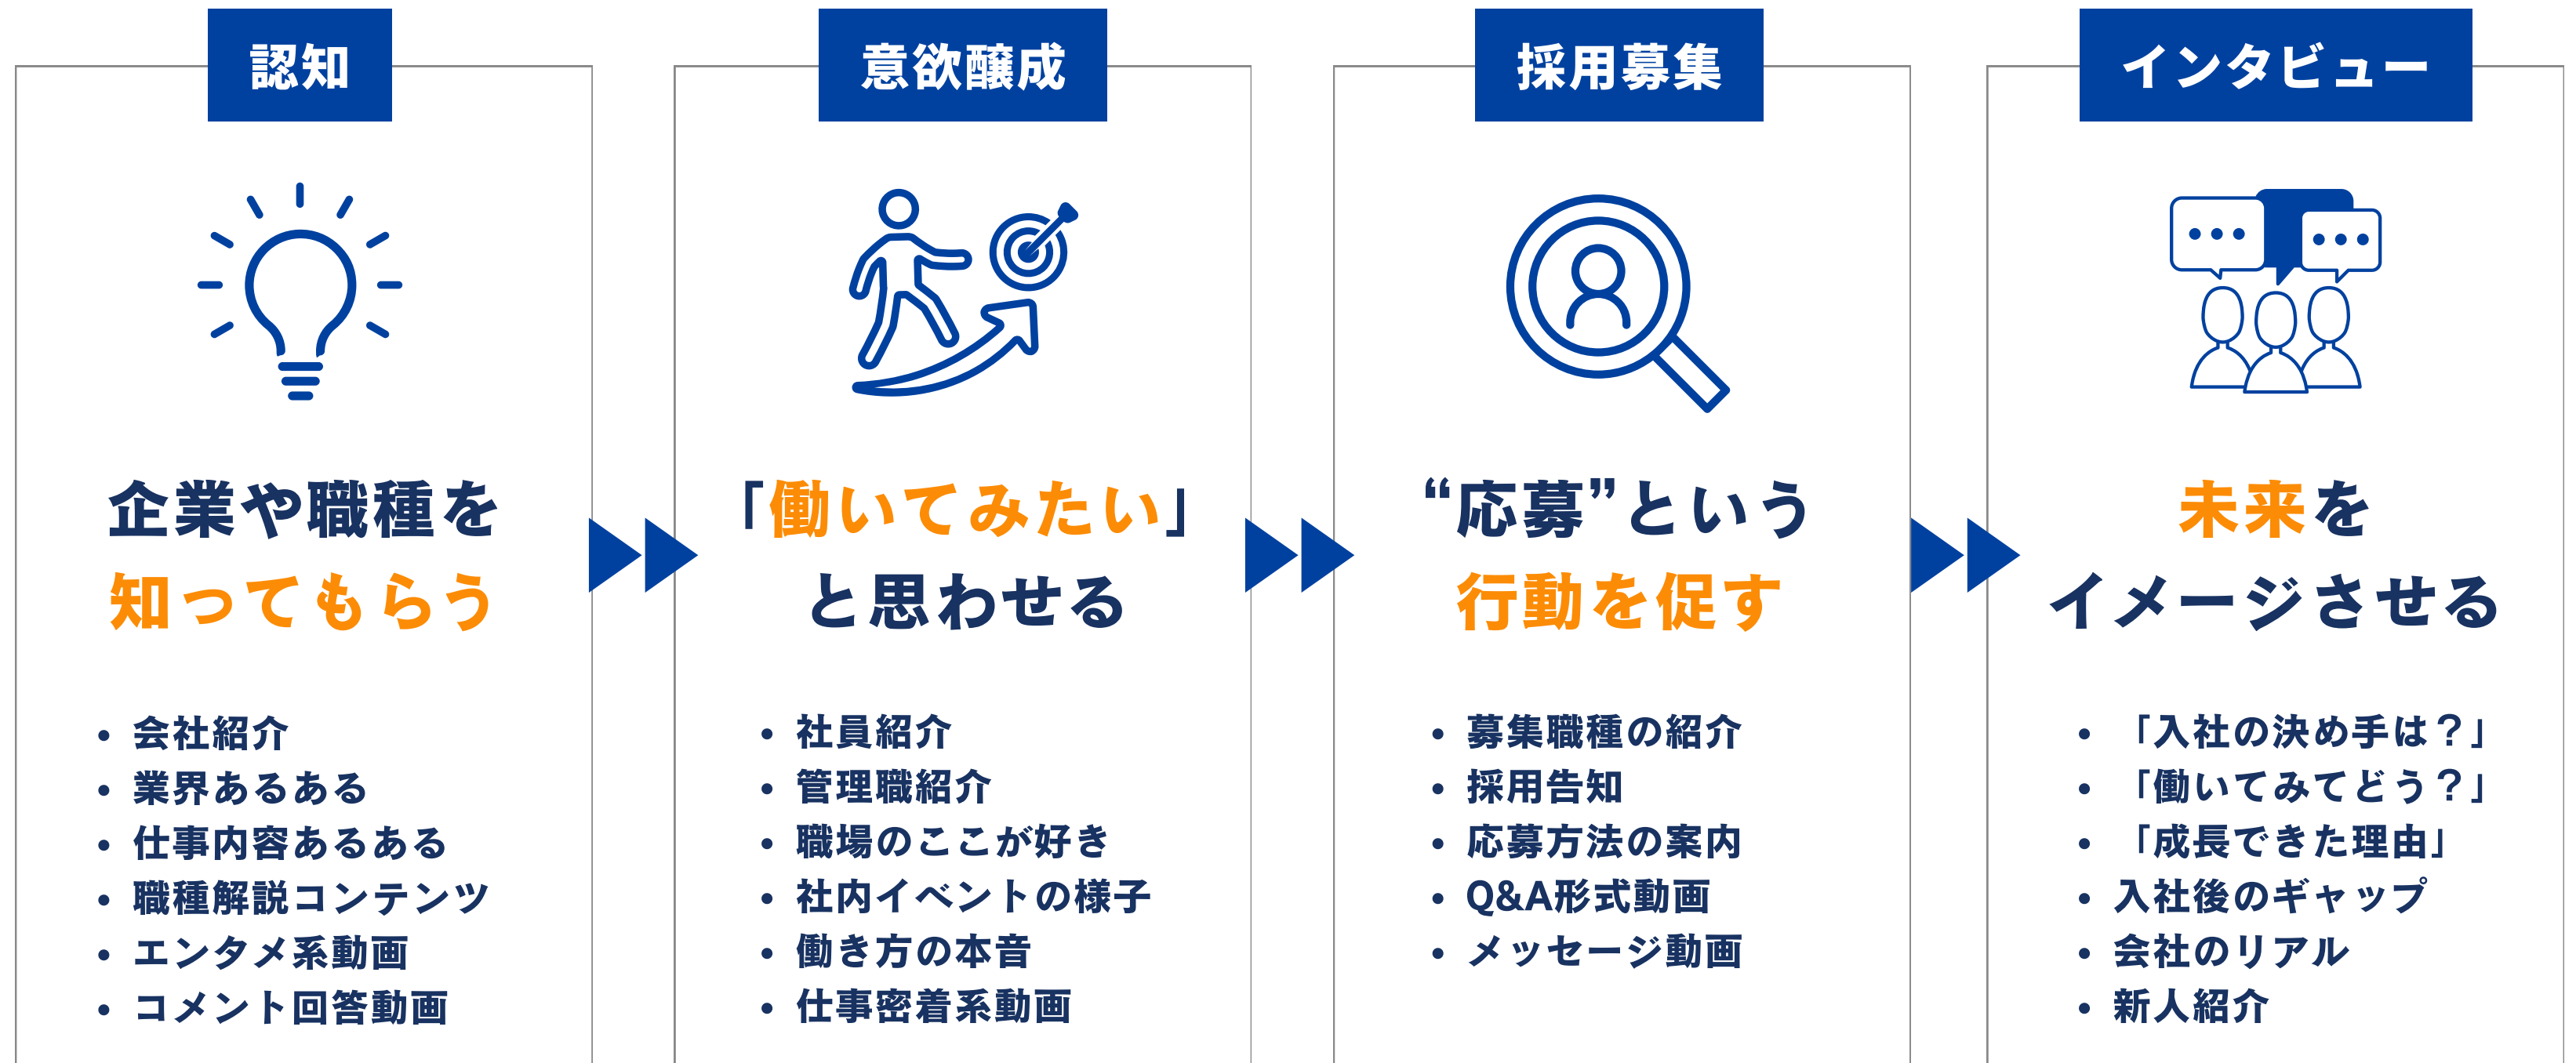 認知
企業や職種を
知ってもらう
• 会社紹介
• 業界あるある
• 仕事内容あるある
• 職種解説コンテンツ
• エンタメ系動画
• コメント回答動画
意欲醸成
「働いてみたい」
と思わせる
• 社員紹介
• 管理職紹介
• 職場のここが好き
• 社内イベントの様子
• 働き方の本音
• 仕事密着系動画
採用募集
“応募”という
行動を促す
• 募集職種の紹介
• 採用告知
• 応募方法の案内
• Q&A形式動画
• メッセージ動画
インタビュー
未来を
イメージさせる
• 「入社の決め手は？」
• 「働いてみてどう？」
• 「成長できた理由」
• 入社後のギャップ
• 会社のリアル
• 新人紹介